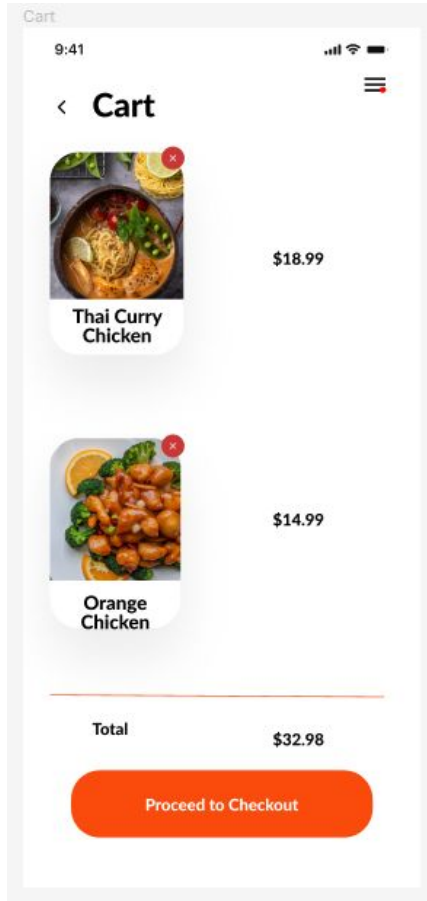 Cart
9:41
Cart
$18.99
Thai Curry
Chicken
$14.99
Orange
Chicken
Total
$32.98
Proceed to Checkout